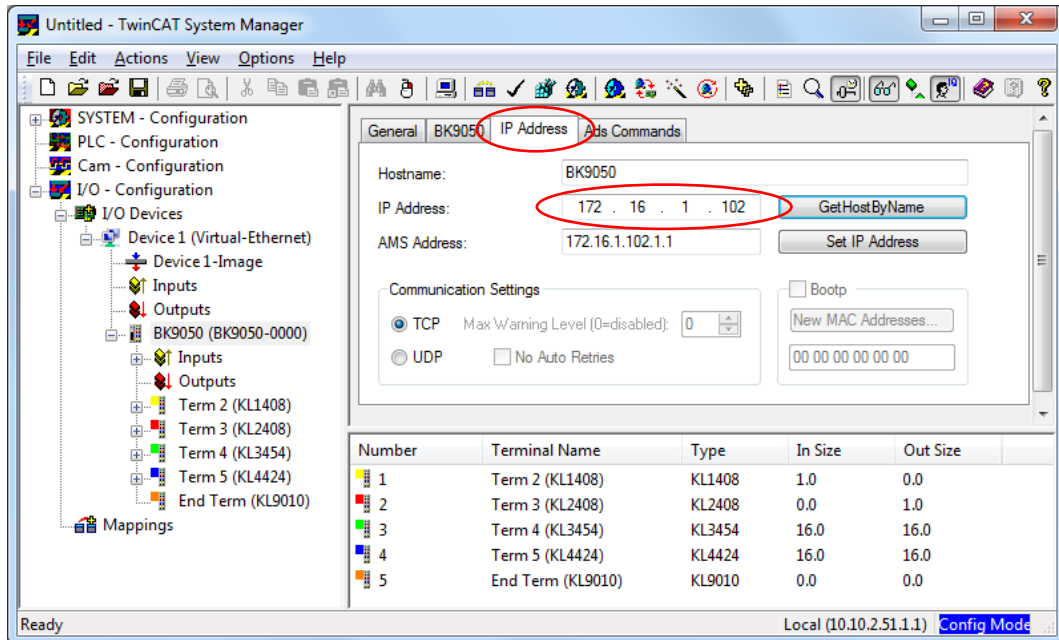 Untitled - TwinCAT System Manager
File Edit Actions View Options Help
SYSTEM - Configuration
PLC - Configuration
Cam - Configuration
I/O - Configuration
I/O Devices
Device 1 (Virtual-Ethernet)
Device 1-Image
Inputs
Outputs
BK9050 (BK9050-0000)
Inputs
Outputs
Term 2 (KL1408)
Term 3 (KL2408)
Term 4 (KL3454)
Term 5 (KL4424)
End Term (KL9010)
Mappings
General BK9050 IP Address Ads Commands
Hostname: BK9050
IP Address: 172 . 16 . 1 . 102 GetHostByName
AMS Address: 172.16.1.102.1.1 Set IP Address
Communication Settings Bootp
TCP Max Warning Level (0=disabled): 0 New MAC Addresses...
UDP No Auto Retries 00 00 00 00 00 00
Number Terminal Name Type In Size Out Size
1 Term 2 (KL1408) KL1408 1.0 0.0
2 Term 3 (KL2408) KL2408 0.0 1.0
3 Term 4 (KL3454) KL3454 16.0 16.0
4 Term 5 (KL4424) KL4424 16.0 16.0
5 End Term (KL9010) KL9010 0.0 0.0
Ready Local (10.10.2.51.1.1) Config Mode